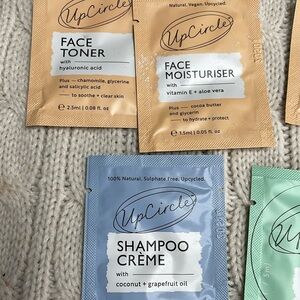 UpCircle
FACE
TONER
with
hyaluronic acid
Plus — chamomile, glycerine
and salicylic acid
to soothe + clear skin
℮ 2.5ml | 0.08 fl. oz
Natural. Vegan. Upcycled.
UpCircle
FACE
MOISTURISER
with
vitamin E + aloe vera
Plus — cocoa butter
and glycerin
to hydrate + protect
℮ 1.5ml | 0.05 fl. oz
100% Natural. Sulphate Free. Upcycled.
UpCircle
SHAMPOO
CRÈME
with
coconut + grapefruit oil